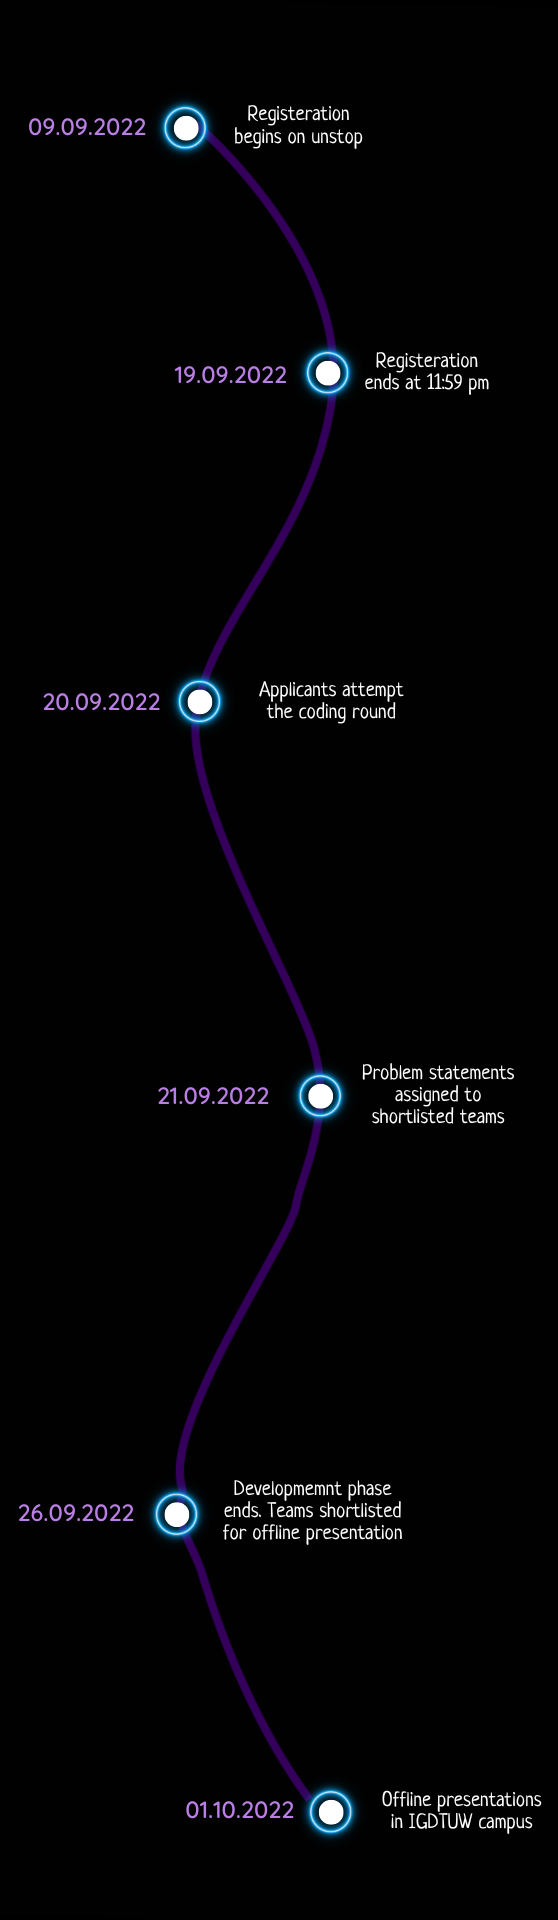 09.09.2022
Registeration
begins on unstop
19.09.2022
Registeration
ends at 11:59 pm
20.09.2022
Applicants attempt
the coding round
21.09.2022
Problem statements
assigned to
shortlisted teams
26.09.2022
Developmemnt phase
ends. Teams shortlisted
for offline presentation
01.10.2022
Offline presentations
in IGDTUW campus